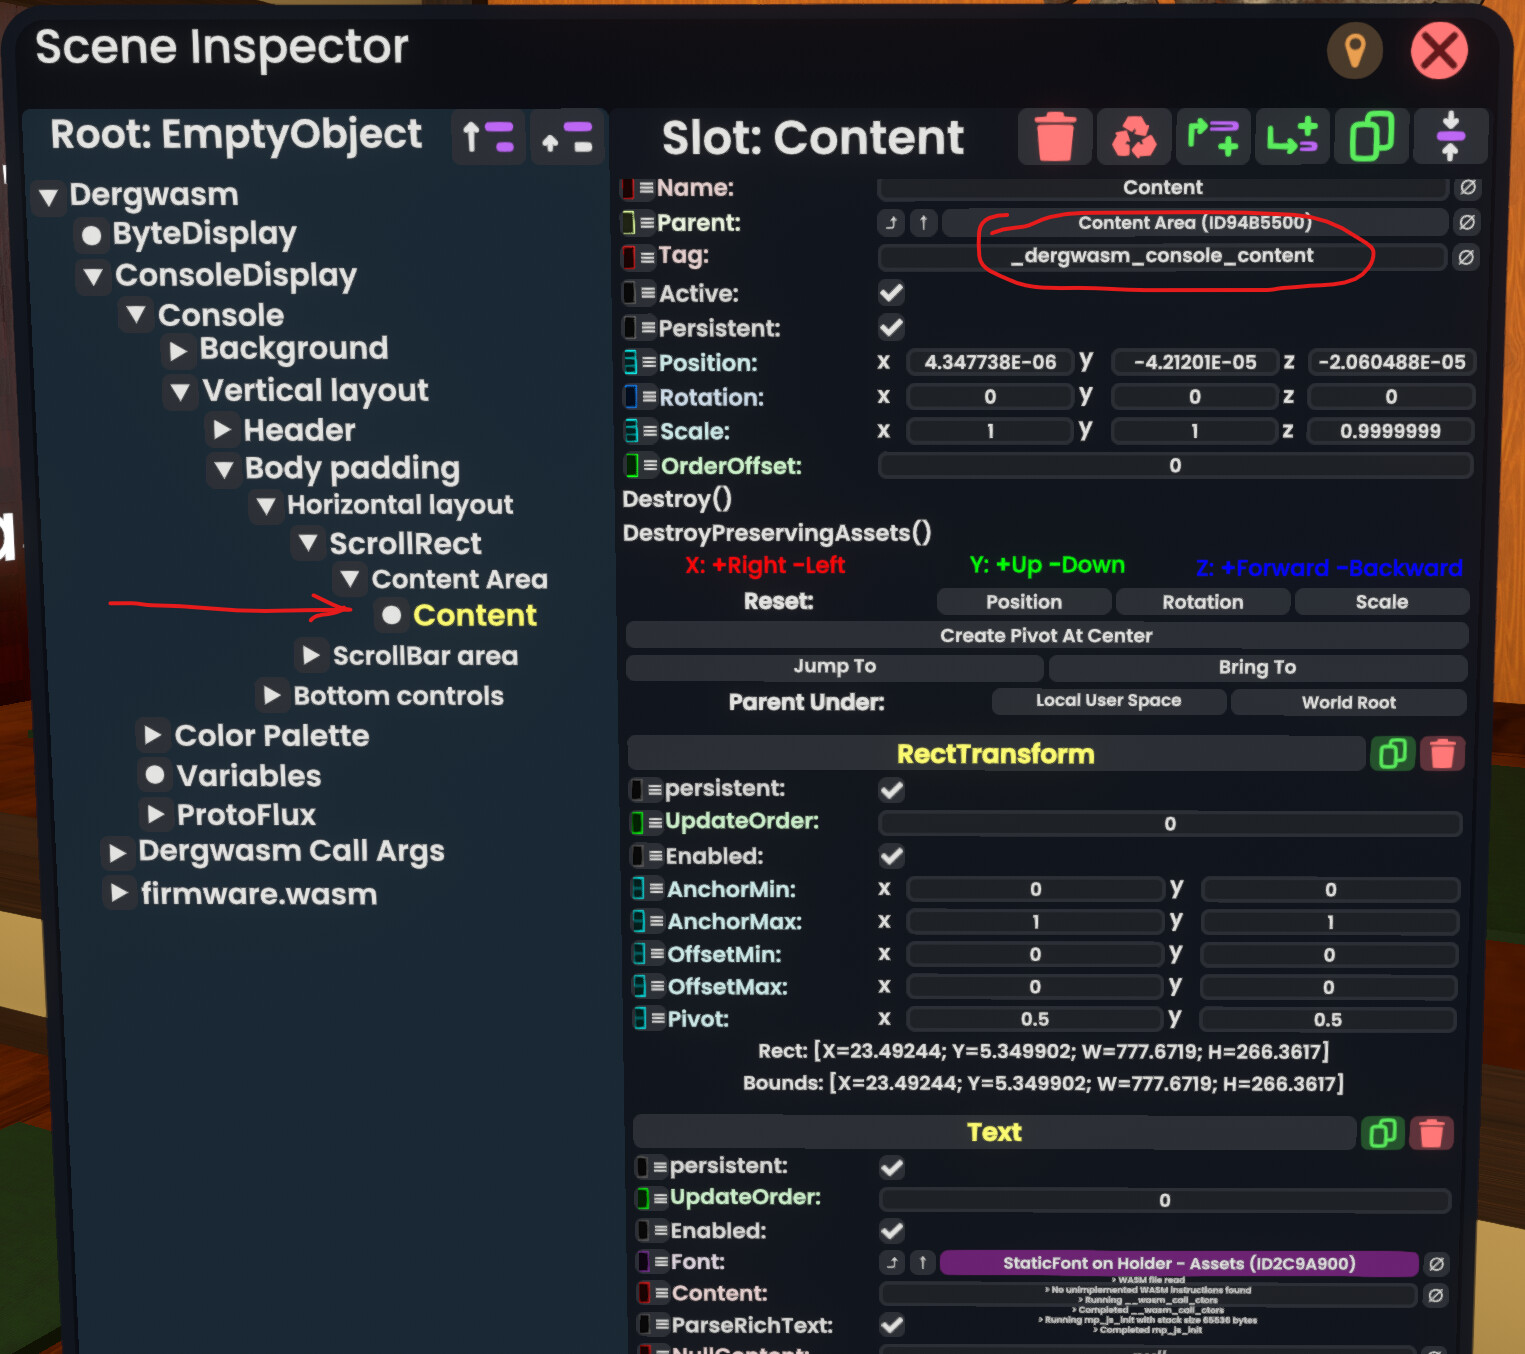 Scene Inspector
Root: EmptyObject
Dergwasm
ByteDisplay
ConsoleDisplay
Console
Background
Vertical layout
Header
Body padding
Horizontal layout
ScrollRect
Content Area
Content
ScrollBar area
Bottom controls
Color Palette
Variables
ProtoFlux
Dergwasm Call Args
firmware.wasm
Slot: Content
Name: Content
Parent: Content Area (ID94B5500)
Tag: _dergwasm_console_content
Active:
Persistent:
Position: x 4.347738E-06 y -4.21201E-05 z -2.060488E-05
Rotation: x 0 y 0 z 0
Scale: x 1 y 1 z 0.9999999
OrderOffset: 0
Destroy()
DestroyPreservingAssets()
X: +Right -Left Y: +Up -Down Z: +Forward -Backward
Reset: Position Rotation Scale
Create Pivot At Center
Jump To Bring To
Parent Under: Local User Space World Root
RectTransform
persistent:
UpdateOrder: 0
Enabled:
AnchorMin: x 0 y 0
AnchorMax: x 1 y 1
OffsetMin: x 0 y 0
OffsetMax: x 0 y 0
Pivot: x 0.5 y 0.5
Rect: [X=23.49244; Y=5.349902; W=777.6719; H=266.3617]
Bounds: [X=23.49244; Y=5.349902; W=777.6719; H=266.3617]
Text
persistent:
UpdateOrder: 0
Enabled:
Font: StaticFont on Holder - Assets (ID2C9A900)
Content:
> WASM file read
> No unimplemented WASM instructions found
> Running __wasm_call_ctors
> Completed __wasm_call_ctors
> Running mp_js_init with stack size 65536 bytes
> Completed mp_js_init
ParseRichText: